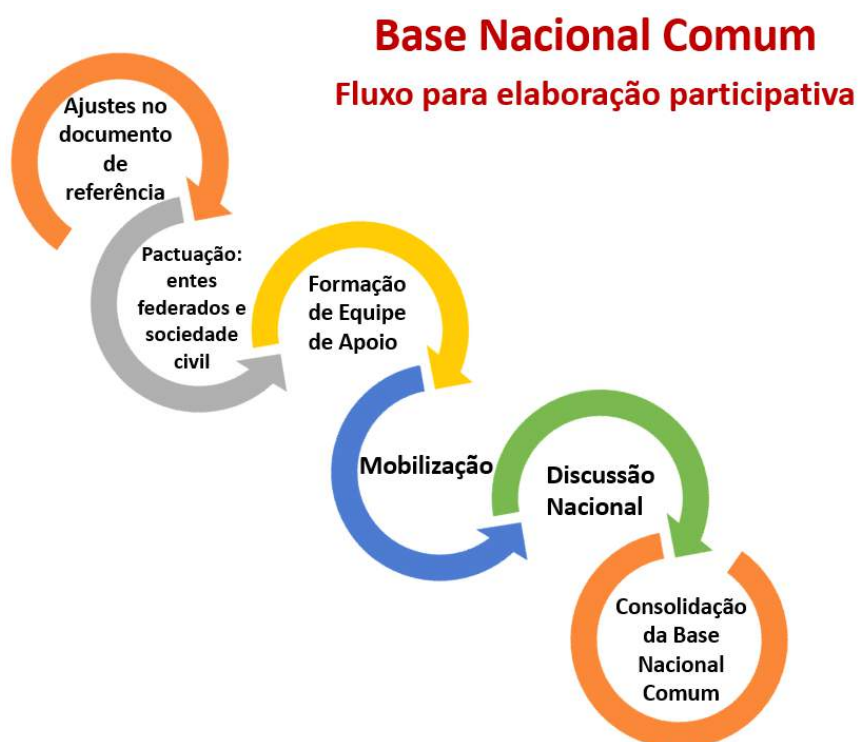 Base Nacional Comum
Fluxo para elaboração participativa
Ajustes no
documento
de
referência
Pactuação:
entes
federados e
sociedade
civil
Formação
de Equipe
de Apoio
Mobilização
Discussão
Nacional
Consolidação
da Base
Nacional
Comum